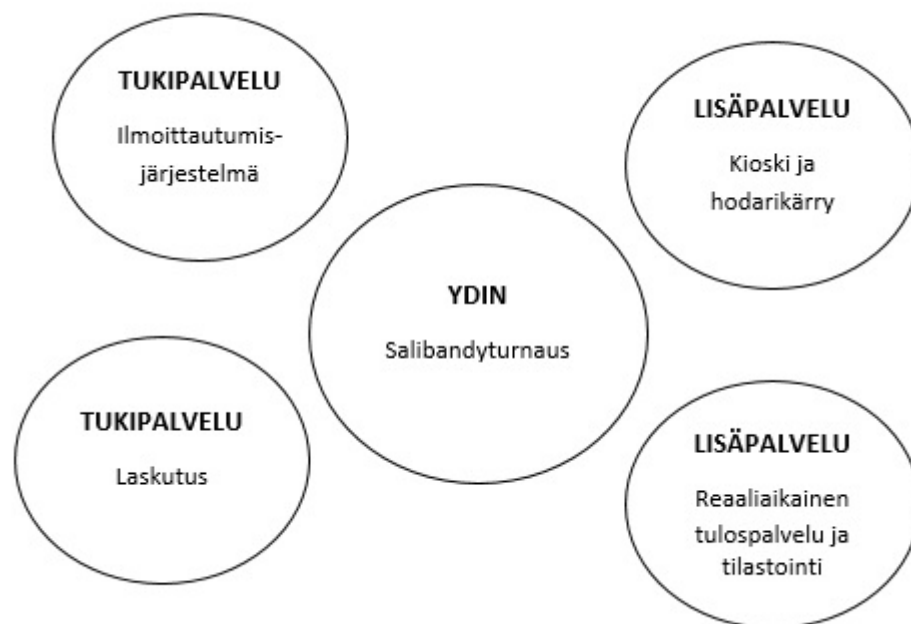 TUKIPALVELU
Ilmoittautumis-
järjestelmä
LISÄPALVELU
Kioski ja
hodarikärry
YDIN
Salibandyturnaus
TUKIPALVELU
Laskutus
LISÄPALVELU
Reaaliaikainen
tulospalvelu ja
tilastointi